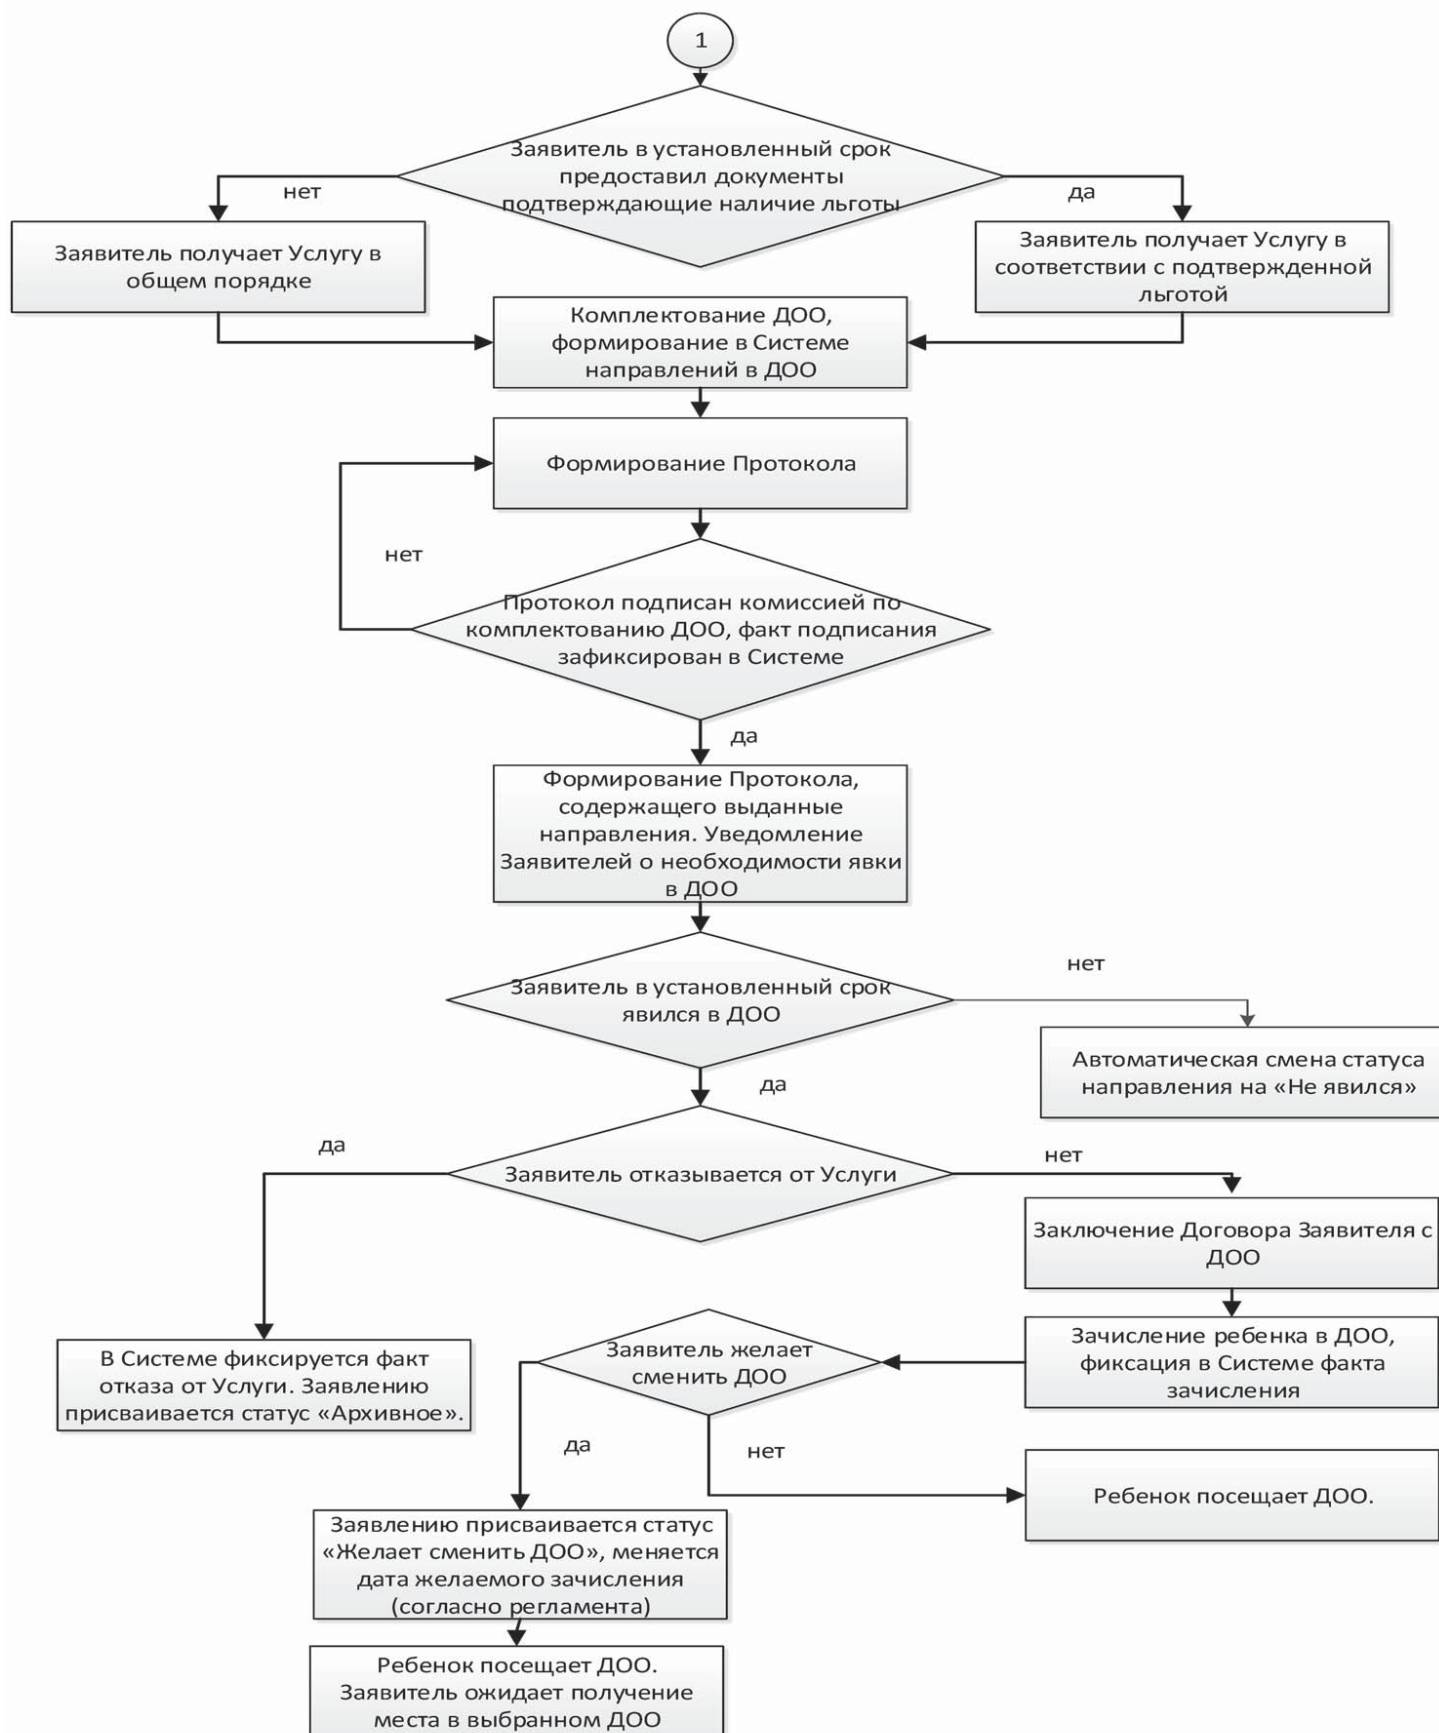 1
Заявитель в установленный срок
предоставил документы
подтверждающие наличие льготы
нет
да
Заявитель получает Услугу в
общем порядке
Заявитель получает Услугу в
соответствии с подтвержденной
льготой
Комплектование ДОО,
формирование в Системе
направлений в ДОО
Формирование Протокола
нет
Протокол подписан комиссией по
комплектованию ДОО, факт подписания
зафиксирован в Системе
да
Формирование Протокола,
содержащего выданные
направления. Уведомление
Заявителей о необходимости явки
в ДОО
Заявитель в установленный срок
явился в ДОО
нет
Автоматическая смена статуса
направления на «Не явился»
да
Заявитель отказывается от Услуги
да
нет
Заключение Договора Заявителя с
ДОО
Зачисление ребенка в ДОО,
фиксация в Системе факта
зачисления
Заявитель желает
сменить ДОО
В Системе фиксируется факт
отказа от Услуги. Заявлению
присваивается статус «Архивное».
да
нет
Ребенок посещает ДОО.
Заявлению присваивается статус
«Желает сменить ДОО», меняется
дата желаемого зачисления
(согласно регламента)
Ребенок посещает ДОО.
Заявитель ожидает получение
места в выбранном ДОО